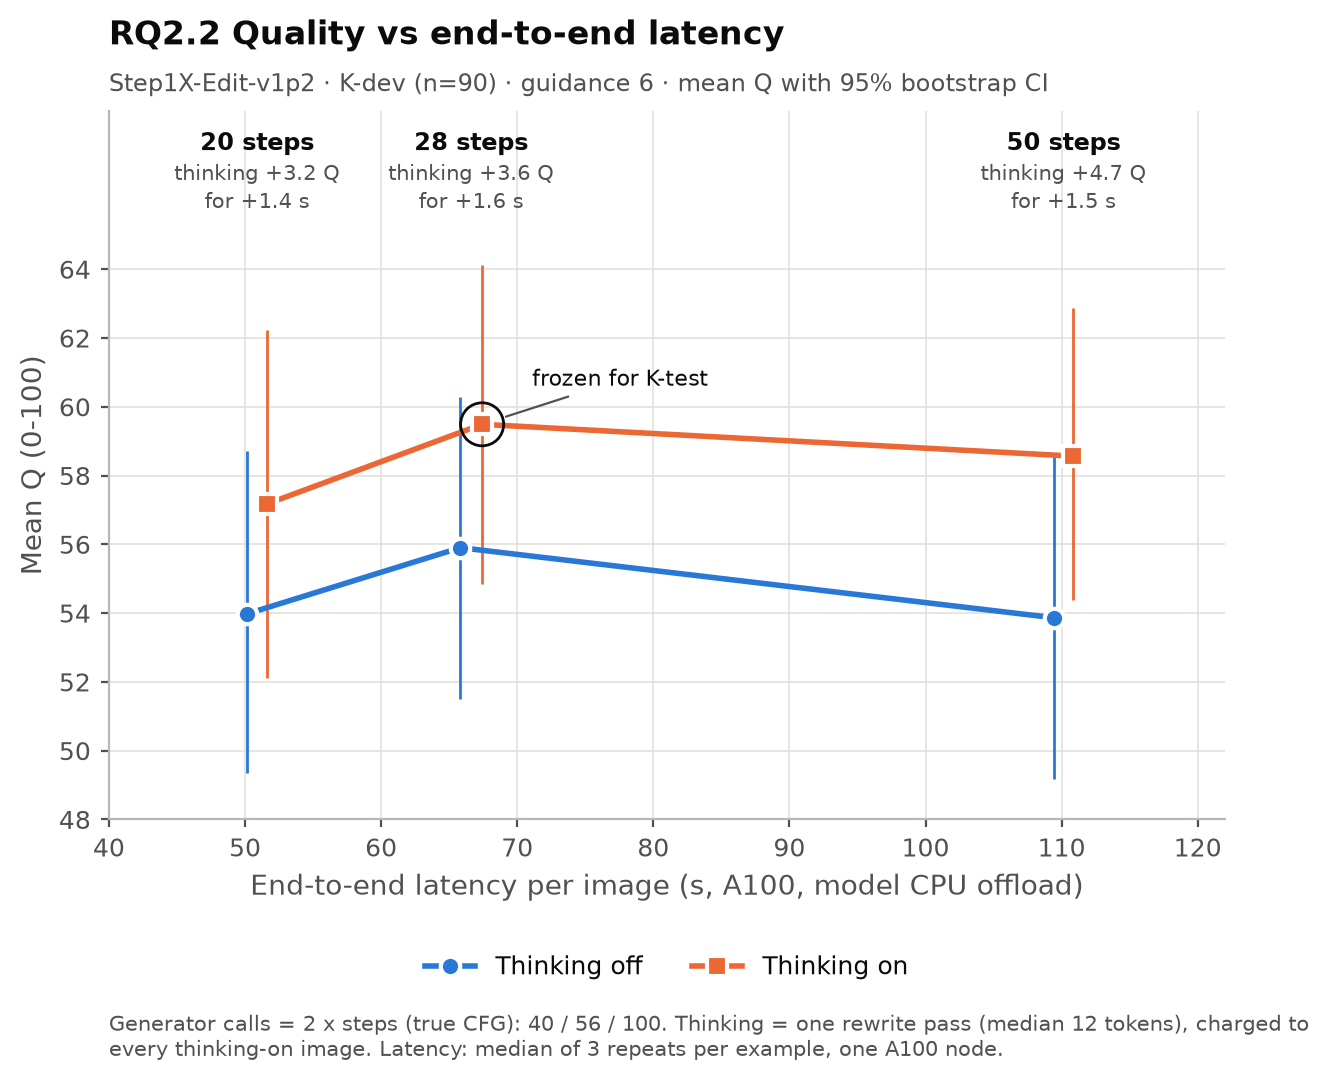 RQ2.2 Quality vs end-to-end latency
Step1X-Edit-v1p2 · K-dev (n=90) · guidance 6 · mean Q with 95% bootstrap CI
20 steps
thinking +3.2 Q
for +1.4 s
28 steps
thinking +3.6 Q
for +1.6 s
50 steps
thinking +4.7 Q
for +1.5 s
frozen for K-test
Mean Q (0-100)
64
62
60
58
56
54
52
50
48
40 50 60 70 80 90 100 110 120
End-to-end latency per image (s, A100, model CPU offload)
Thinking off Thinking on
Generator calls = 2 x steps (true CFG): 40 / 56 / 100. Thinking = one rewrite pass (median 12 tokens), charged to
every thinking-on image. Latency: median of 3 repeats per example, one A100 node.